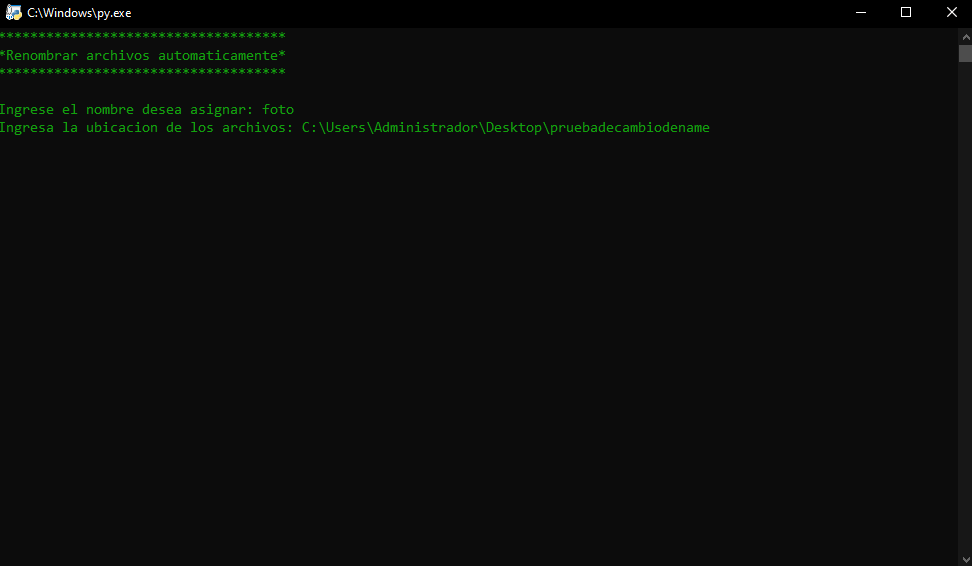 C:\Windows\py.exe
************************************
*Renombrar archivos automaticamente*
************************************
Ingrese el nombre desea asignar: foto
Ingresa la ubicacion de los archivos: C:\Users\Administrador\Desktop\pruebadecambiodename